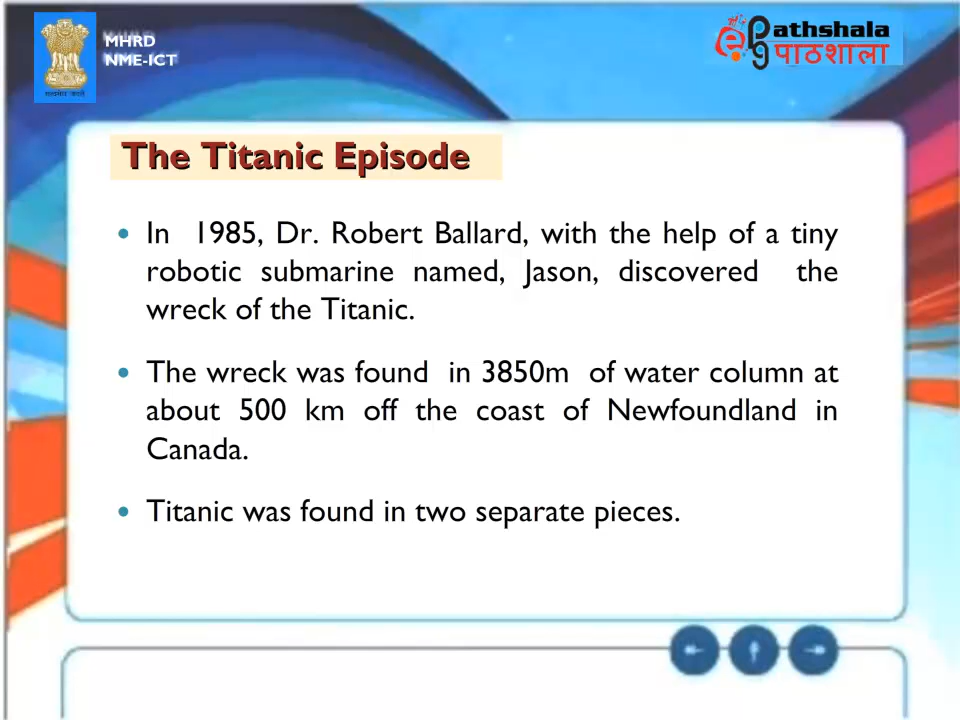 MHRD
NME-ICT
ePathshala
पाठशाला
The Titanic Episode
• In 1985, Dr. Robert Ballard, with the help of a tiny
robotic submarine named, Jason, discovered the
wreck of the Titanic.
• The wreck was found in 3850m of water column at
about 500 km off the coast of Newfoundland in
Canada.
• Titanic was found in two separate pieces.